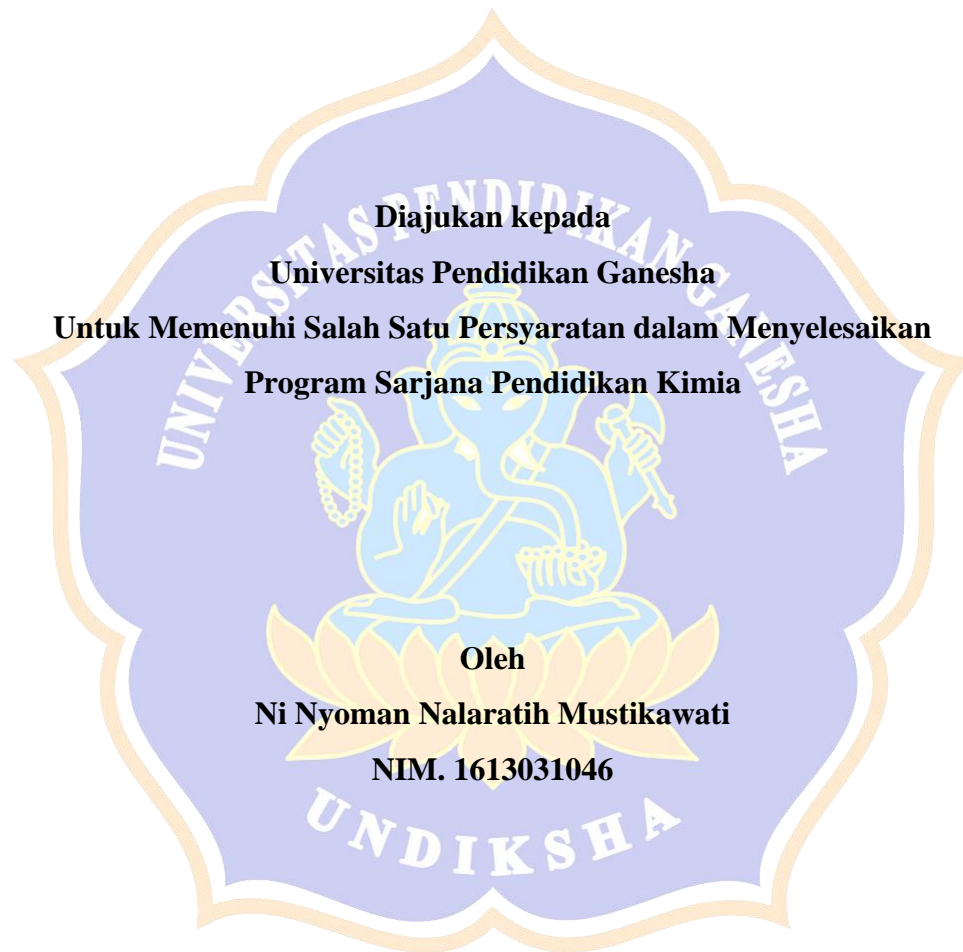 Diajukan kepada
Universitas Pendidikan Ganesha
Untuk Memenuhi Salah Satu Persyaratan dalam Menyelesaikan
Program Sarjana Pendidikan Kimia
UNIVERSITAS PENDIDIKAN GANESHA
Oleh
Ni Nyoman Nalaratih Mustikawati
NIM. 1613031046
UNDIKSHA